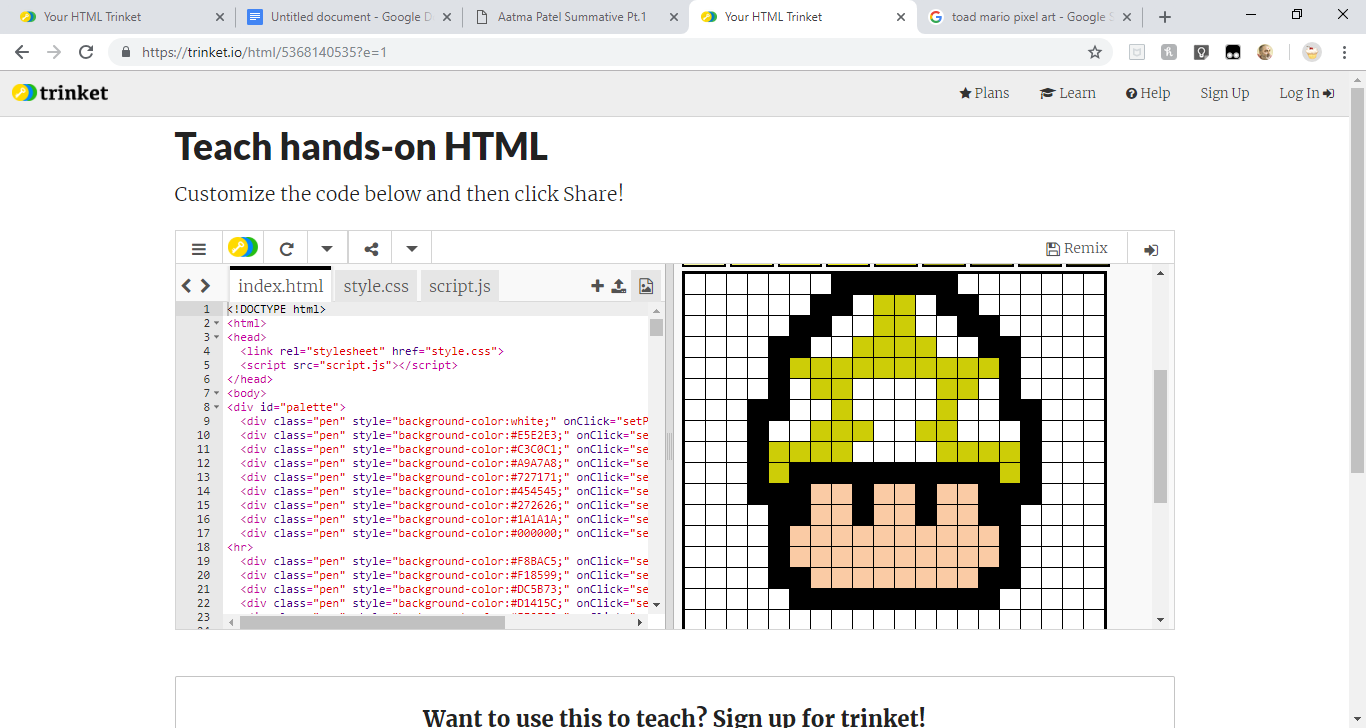 Your HTML Trinket
Untitled document - Google D
Aatma Patel Summative Pt.1
Your HTML Trinket
toad mario pixel art - Google S
https://trinket.io/html/5368140535?e=1
trinket
Plans
Learn
Help
Sign Up
Log In
Teach hands-on HTML
Customize the code below and then click Share!
Remix
index.html
style.css
script.js
1 <!DOCTYPE html>
2 <html>
3 <head>
4 <link rel="stylesheet" href="style.css">
5 <script src="script.js"></script>
6 </head>
7 <body>
8 <div id="palette">
9 <div class="pen" style="background-color:white;" onClick="setP
10 <div class="pen" style="background-color:#E5E2E3;" onClick="se
11 <div class="pen" style="background-color:#C3C0C1;" onClick="se
12 <div class="pen" style="background-color:#A9A7A8;" onClick="se
13 <div class="pen" style="background-color:#727171;" onClick="se
14 <div class="pen" style="background-color:#454545;" onClick="se
15 <div class="pen" style="background-color:#272626;" onClick="se
16 <div class="pen" style="background-color:#1A1A1A;" onClick="se
17 <div class="pen" style="background-color:#000000;" onClick="se
18 <hr>
19 <div class="pen" style="background-color:#F8BAC5;" onClick="se
20 <div class="pen" style="background-color:#F18599;" onClick="se
21 <div class="pen" style="background-color:#DC5B73;" onClick="se
22 <div class="pen" style="background-color:#D1415C;" onClick="se
23
Want to use this to teach? Sign up for trinket!